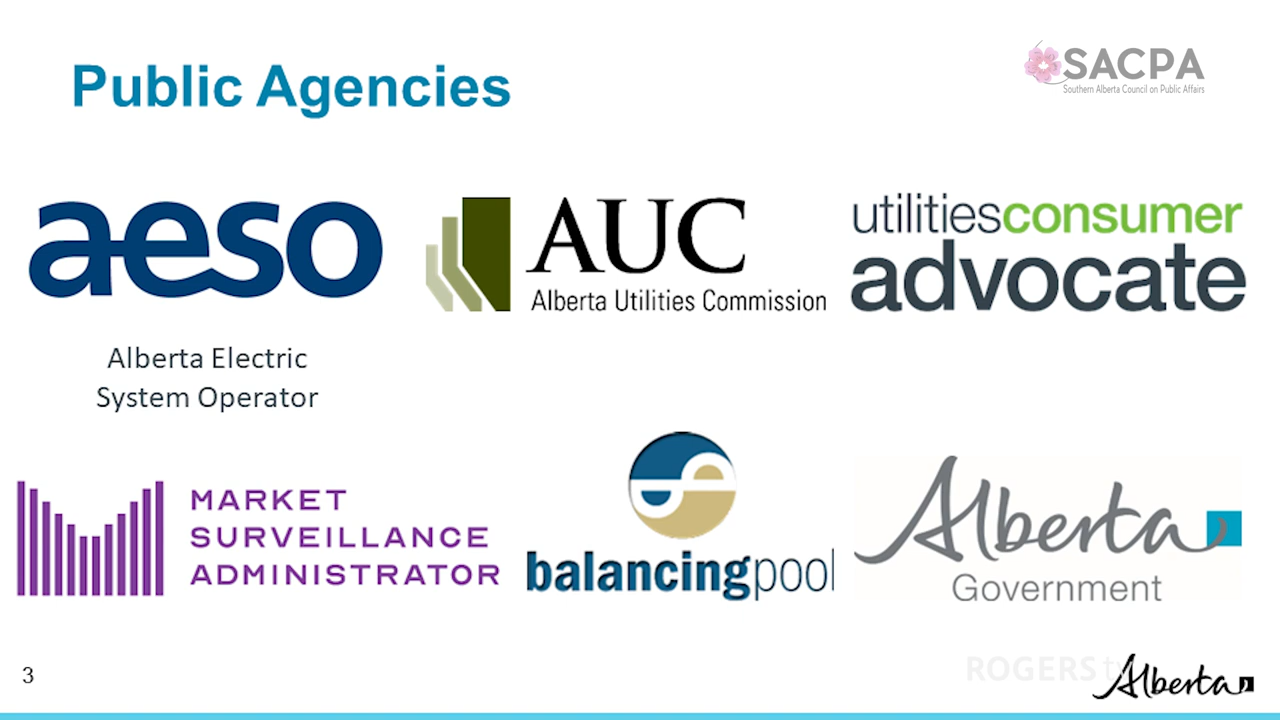 Public Agencies
SACPA
Southern Alberta Council on Public Affairs
aeso
Alberta Electric
System Operator
AUC
Alberta Utilities Commission
utilitiesconsumer
advocate
MARKET
SURVEILLANCE
ADMINISTRATOR
balancingpool
Alberta
Government
3
ROGERS tv
Alberta